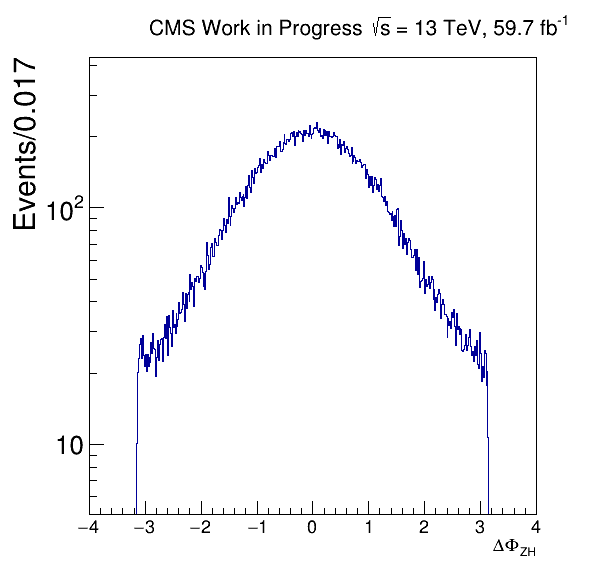 CMS Work in Progress √s = 13 TeV, 59.7 fb⁻¹
Events/0.017
10²
10
−4 −3 −2 −1 0 1 2 3 4
ΔΦ_ZH